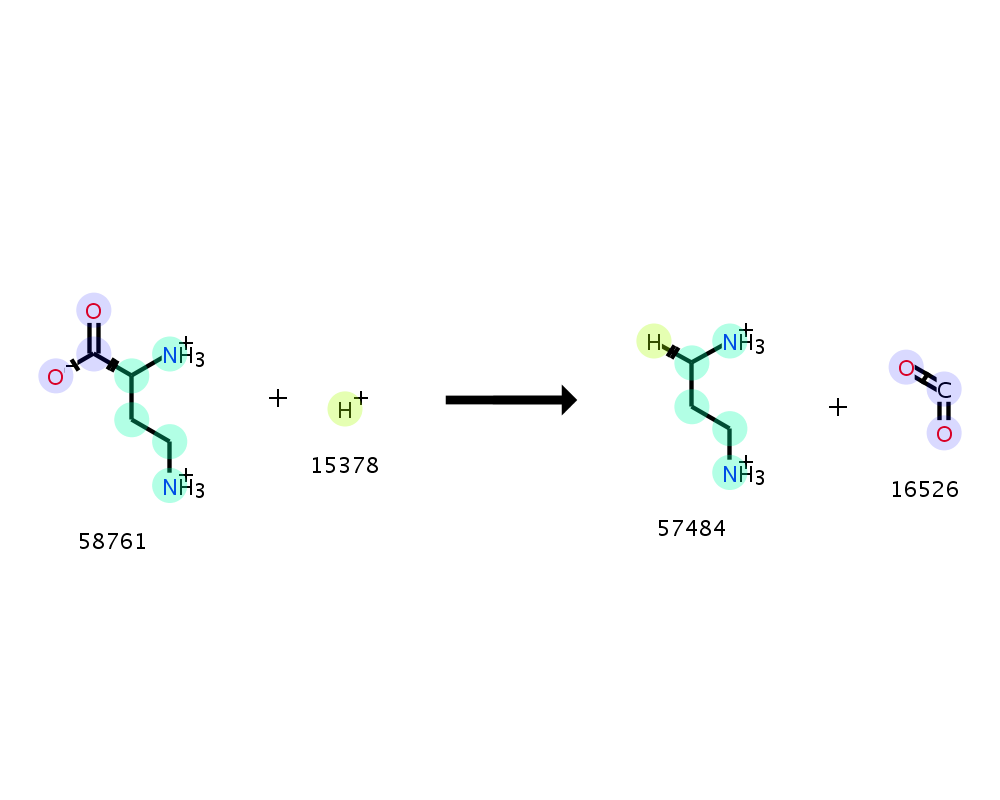 O
O-
NH3+
NH3+
58761
+
H+
15378
H
NH3+
NH3+
57484
+
O
C
O
16526